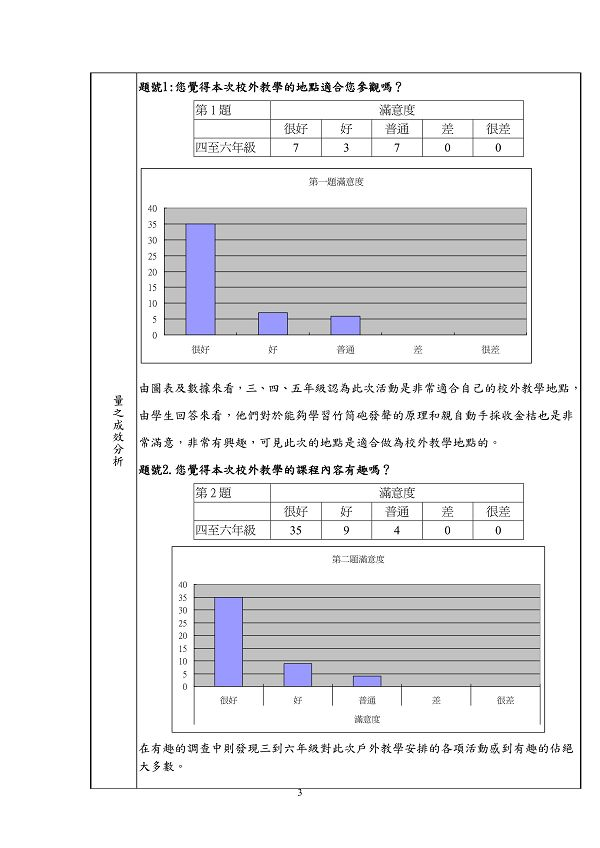 題號1:您覺得本次校外教學的地點適合您參觀嗎？
第 1 題 滿意度
很好 好 普通 差 很差
四至六年級 7 3 7 0 0
第一題滿意度
40
35
30
25
20
15
10
5
0
很好 好 普通 差 很差
由圖表及數據來看，三、四、五年級認為此次活動是非常適合自己的校外教學地點，
由學生回答來看，他們對於能夠學習竹筒砲發聲的原理和親自動手採收金桔也是非
常滿意，非常有興趣，可見此次的地點是適合做為校外教學地點的。
量之成效分析
題號2.您覺得本次校外教學的課程內容有趣嗎？
第 2 題 滿意度
很好 好 普通 差 很差
四至六年級 35 9 4 0 0
第二題滿意度
40
35
30
25
20
15
10
5
0
很好 好 普通 差 很差
滿意度
在有趣的調查中則發現三到六年級對此次戶外教學安排的各項活動感到有趣的佔絕
大多數。
3